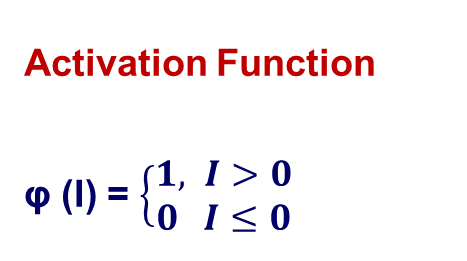 Activation Function
φ (I) = {1, I > 0
0 I ≤ 0